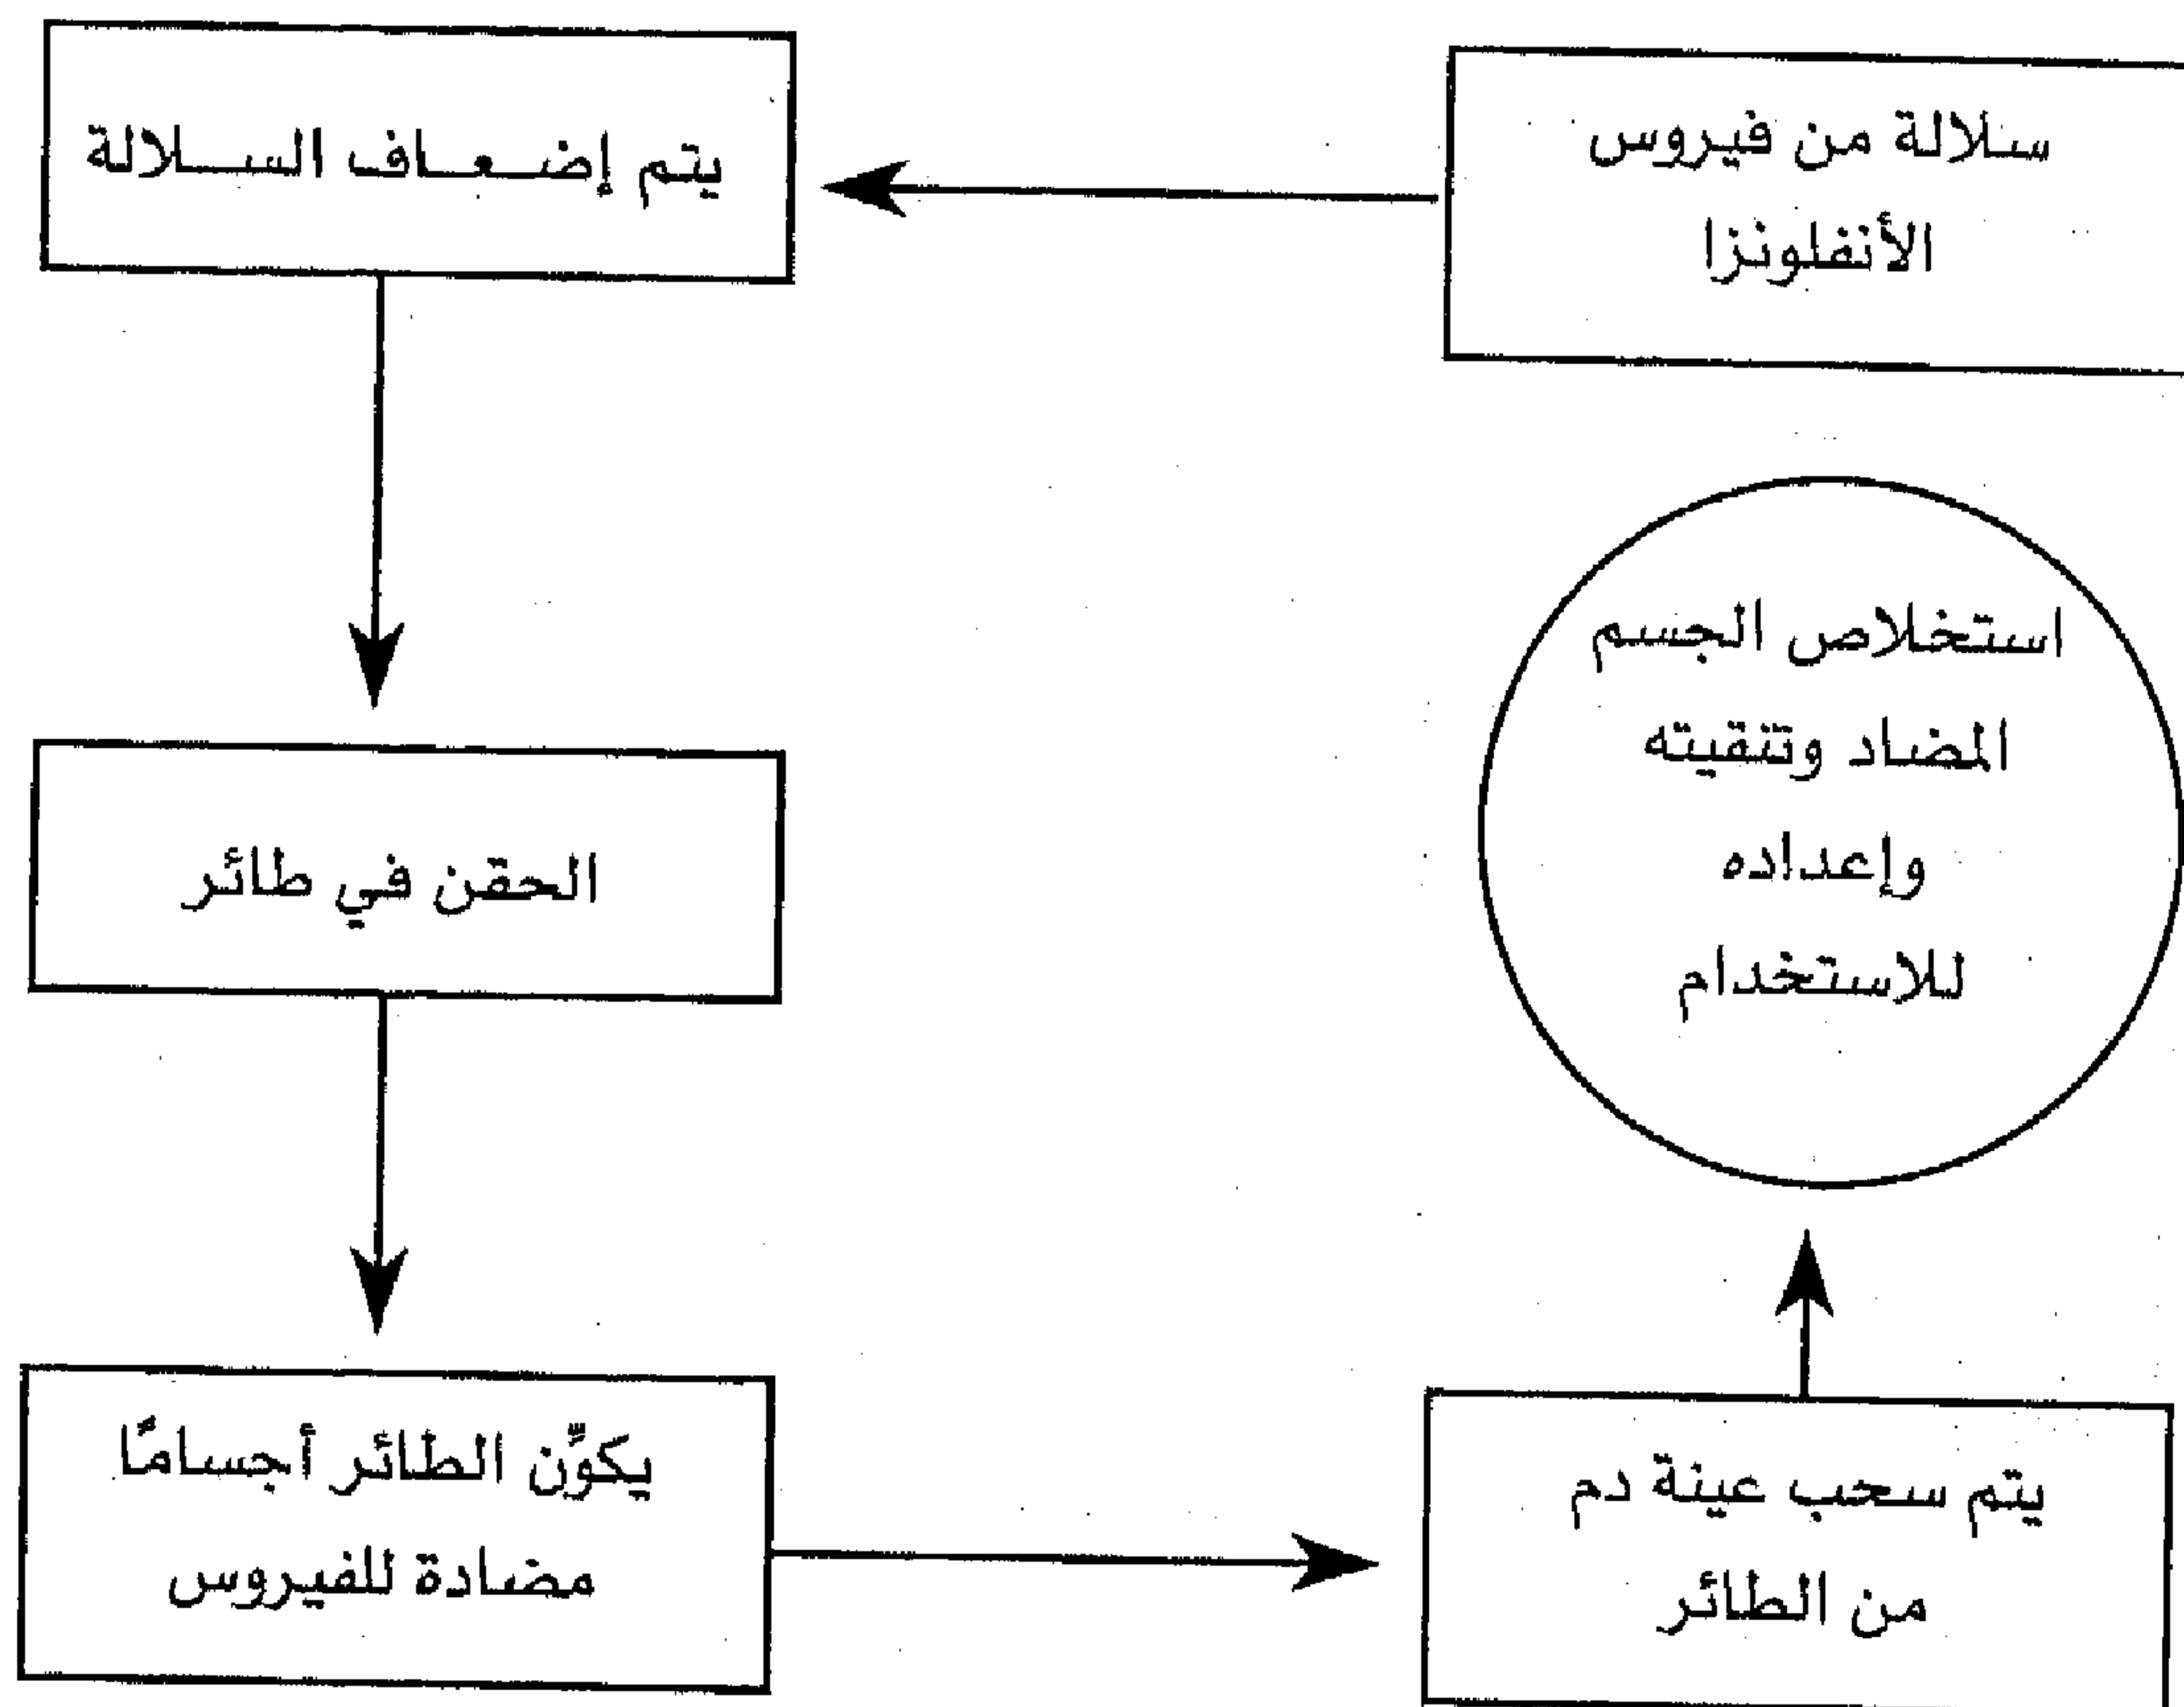 سلالة من فيروس
الأنفلونزا
يتم إضعاف السلالة
الحقن في طائر
يكوِّن الطائر أجسامًا
مضادة للفيروس
يتم سحب عينة دم
من الطائر
استخلاص الجسم
المضاد وتنقيته
وإعداده
للاستخدام